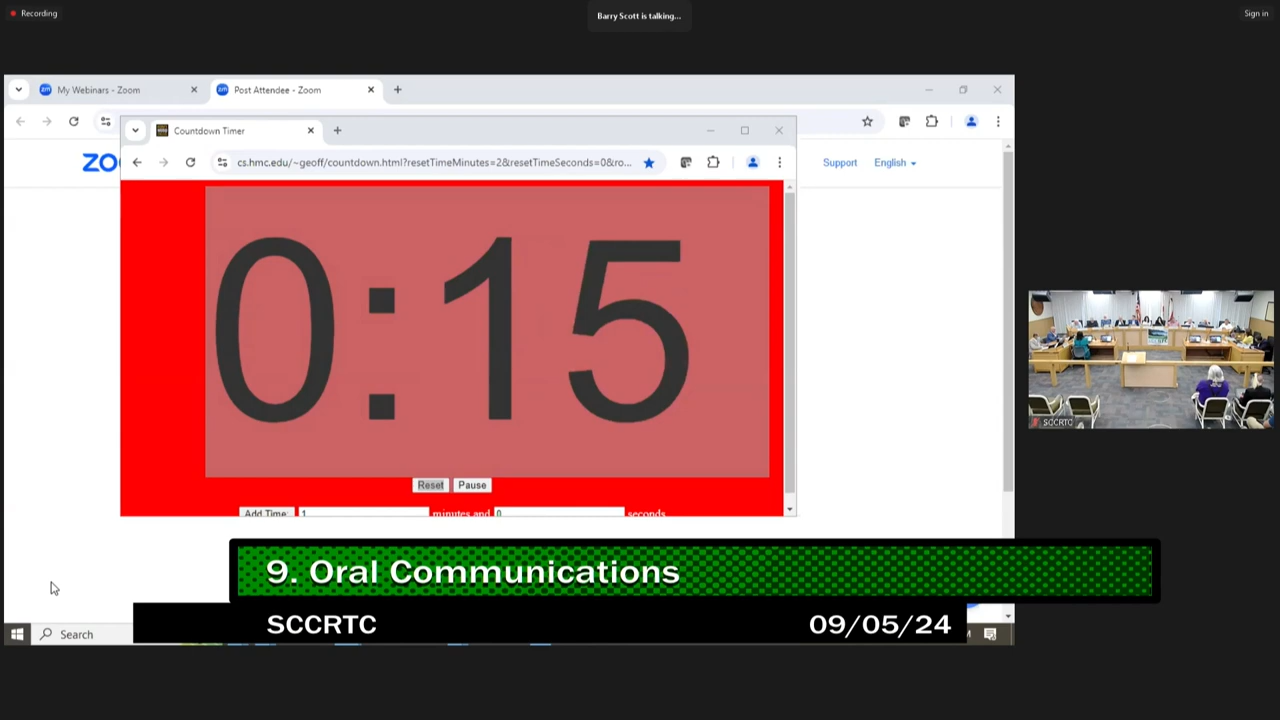 Recording
Barry Scott is talking...
Sign in
My Webinars - Zoom
Post Attendee - Zoom
Countdown Timer
cs.hmc.edu/~geoff/countdown.html?resetTimeMinutes=2&resetTimeSeconds=0&ro...
ZO
Support
English
0:15
Reset
Pause
Add Time:
1
minutes and
0
seconds
SCCRTC
9. Oral Communications
SCCRTC
09/05/24
Search